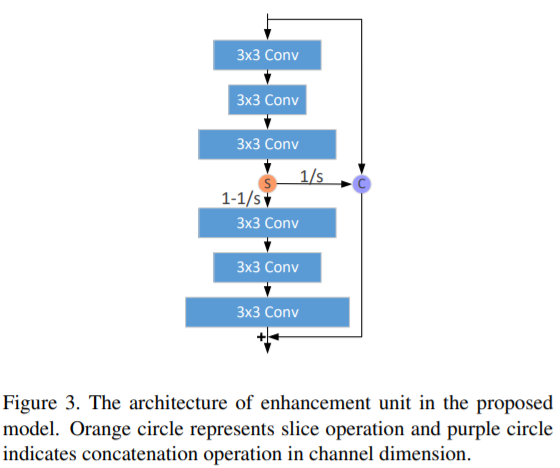 3x3 Conv
3x3 Conv
3x3 Conv
S
1/s
C
1-1/s
3x3 Conv
3x3 Conv
3x3 Conv
+
Figure 3. The architecture of enhancement unit in the proposed
model. Orange circle represents slice operation and purple circle
indicates concatenation operation in channel dimension.